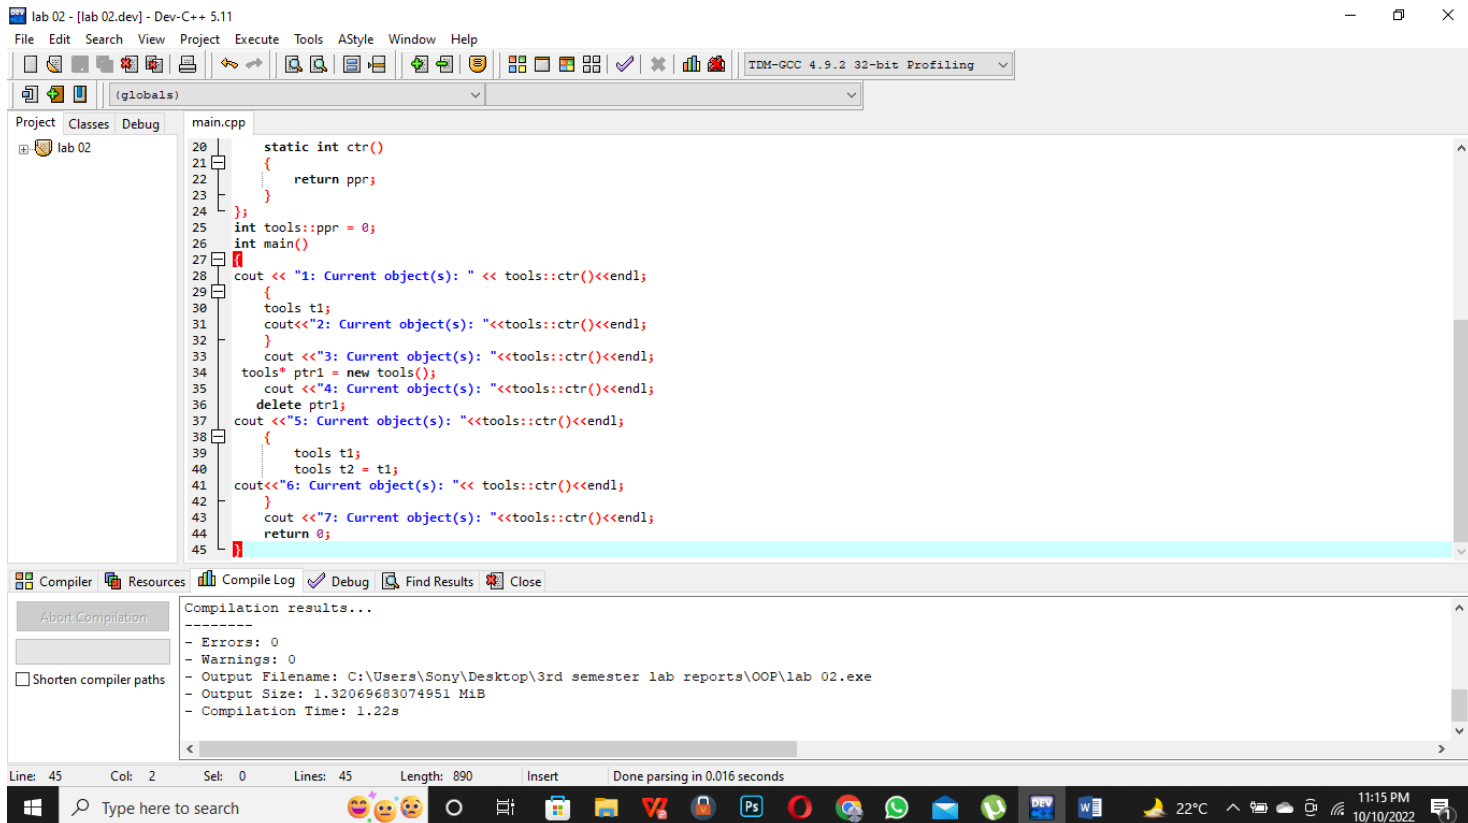 lab 02 - [lab 02.dev] - Dev-C++ 5.11
File Edit Search View Project Execute Tools AStyle Window Help
TDM-GCC 4.9.2 32-bit Profiling
(globals)
Project Classes Debug
main.cpp
lab 02
20 static int ctr()
21 {
22 return ppr;
23 }
24 };
25 int tools::ppr = 0;
26 int main()
27 {
28 cout << "1: Current object(s): " << tools::ctr()<<endl;
29 {
30 tools t1;
31 cout<<"2: Current object(s): "<<tools::ctr()<<endl;
32 }
33 cout <<"3: Current object(s): "<<tools::ctr()<<endl;
34 tools* ptr1 = new tools();
35 cout <<"4: Current object(s): "<<tools::ctr()<<endl;
36 delete ptr1;
37 cout <<"5: Current object(s): "<<tools::ctr()<<endl;
38 {
39 tools t1;
40 tools t2 = t1;
41 cout<<"6: Current object(s): "<< tools::ctr()<<endl;
42 }
43 cout <<"7: Current object(s): "<<tools::ctr()<<endl;
44 return 0;
45 }
Compiler Resources Compile Log Debug Find Results Close
Abort Compilation
Shorten compiler paths
Compilation results...
--------
- Errors: 0
- Warnings: 0
- Output Filename: C:\Users\Sony\Desktop\3rd semester lab reports\OOP\lab 02.exe
- Output Size: 1.32069683074951 MiB
- Compilation Time: 1.22s
Line: 45 Col: 2 Sel: 0 Lines: 45 Length: 890 Insert Done parsing in 0.016 seconds
Type here to search
Ps
DEV
W
22°C
11:15 PM
10/10/2022
1